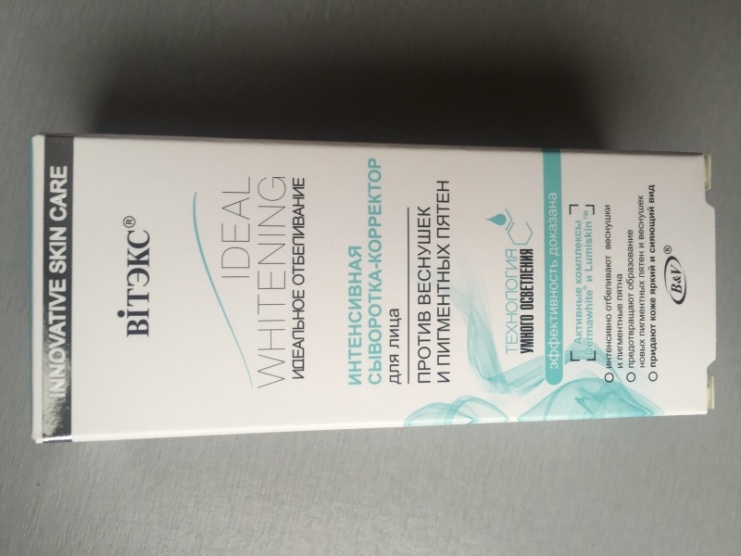 INNOVATIVE SKIN CARE
ВіТЭКС®
IDEAL
WHITENING
ИДЕАЛЬНОЕ ОТБЕЛИВАНИЕ
ИНТЕНСИВНАЯ
СЫВОРОТКА-КОРРЕКТОР
для лица
ПРОТИВ ВЕСНУШЕК
И ПИГМЕНТНЫХ ПЯТЕН
ТЕХНОЛОГИЯ
УМНОГО ОСВЕТЛЕНИЯ
эффективность доказана
Активные комплексы
Dermawhite® и Lumiskin™
интенсивно отбеливают веснушки
и пигментные пятна
предотвращают образование
новых пигментных пятен и веснушек
придают коже яркий и сияющий вид
B&V®